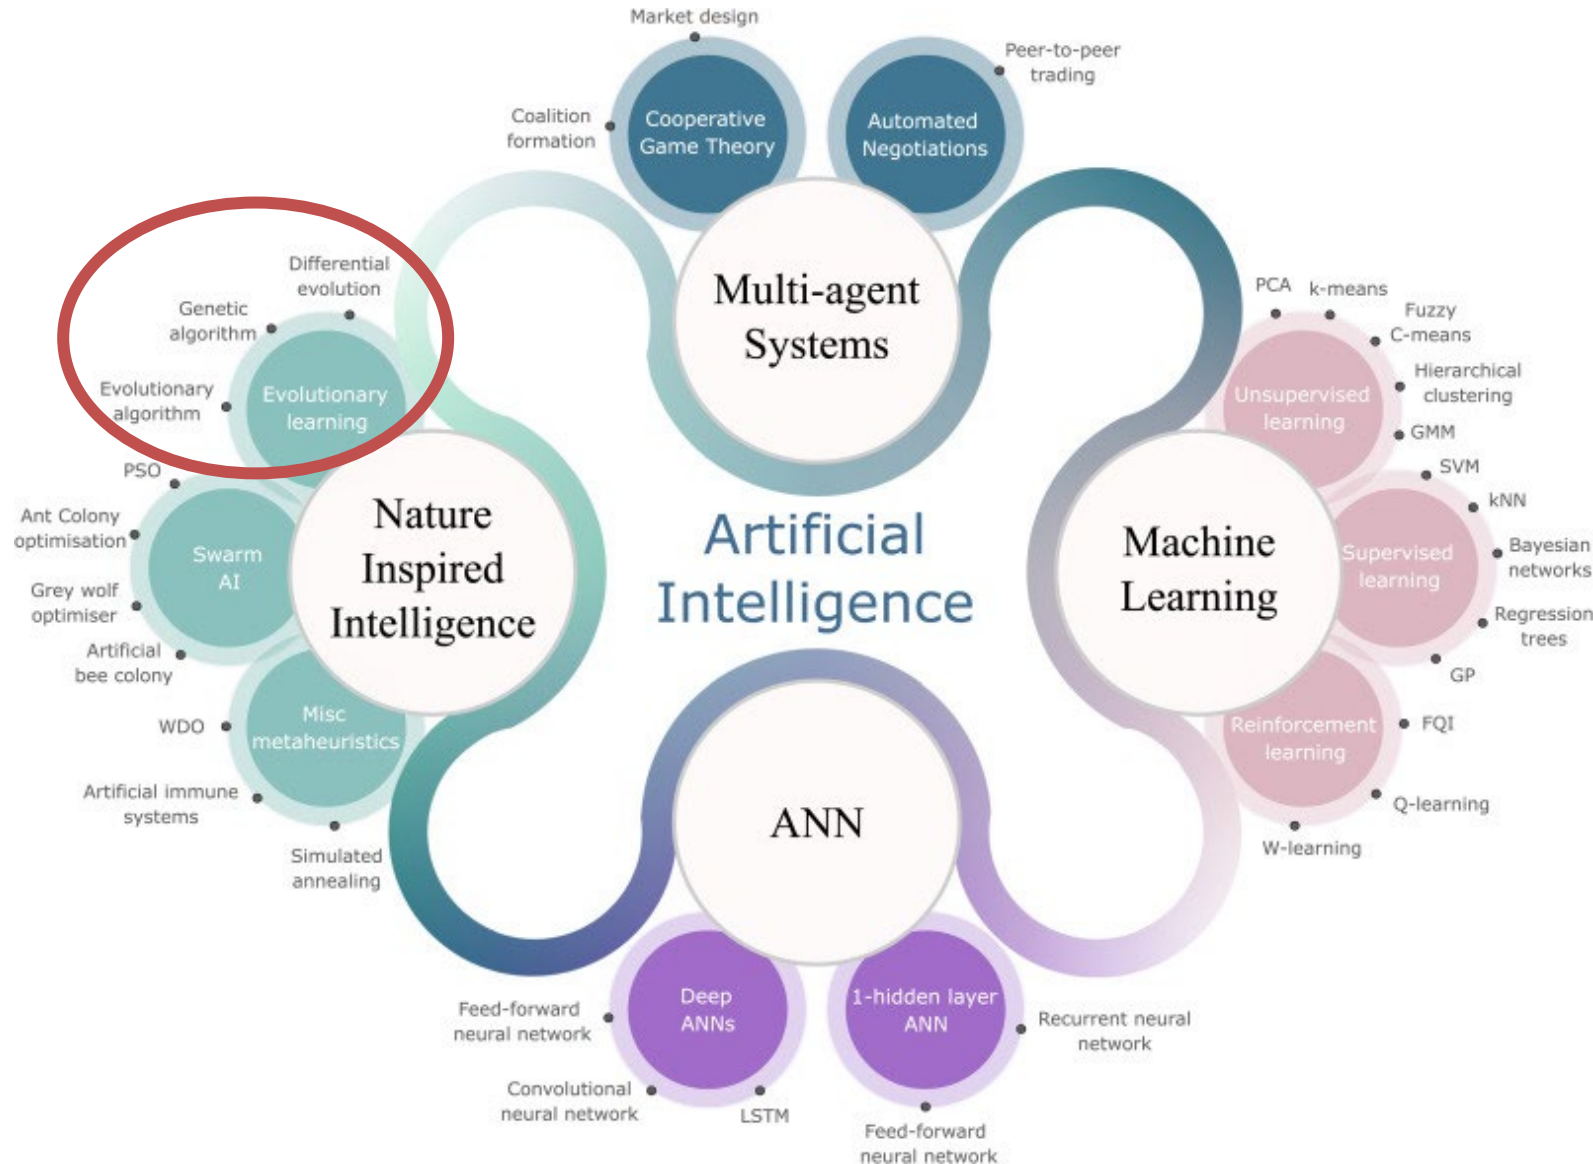 Market design
Peer-to-peer
trading
Coalition
formation
Cooperative
Game Theory
Automated
Negotiations
Multi-agent
Systems
Differential
evolution
Genetic
algorithm
Evolutionary
algorithm
Evolutionary
learning
PSO
Ant Colony
optimisation
Swarm
AI
Grey wolf
optimiser
Artificial
bee colony
Nature
Inspired
Intelligence
WDO
Misc
metaheuristics
Artificial immune
systems
Simulated
annealing
Artificial
Intelligence
PCA
k-means
Fuzzy
C-means
Hierarchical
clustering
GMM
Unsupervised
learning
SVM
kNN
Bayesian
networks
Regression
trees
GP
Supervised
learning
Machine
Learning
Reinforcement
learning
FQI
Q-learning
W-learning
ANN
Deep
ANNs
1-hidden layer
ANN
Feed-forward
neural network
Convolutional
neural network
LSTM
Recurrent neural
network
Feed-forward
neural network